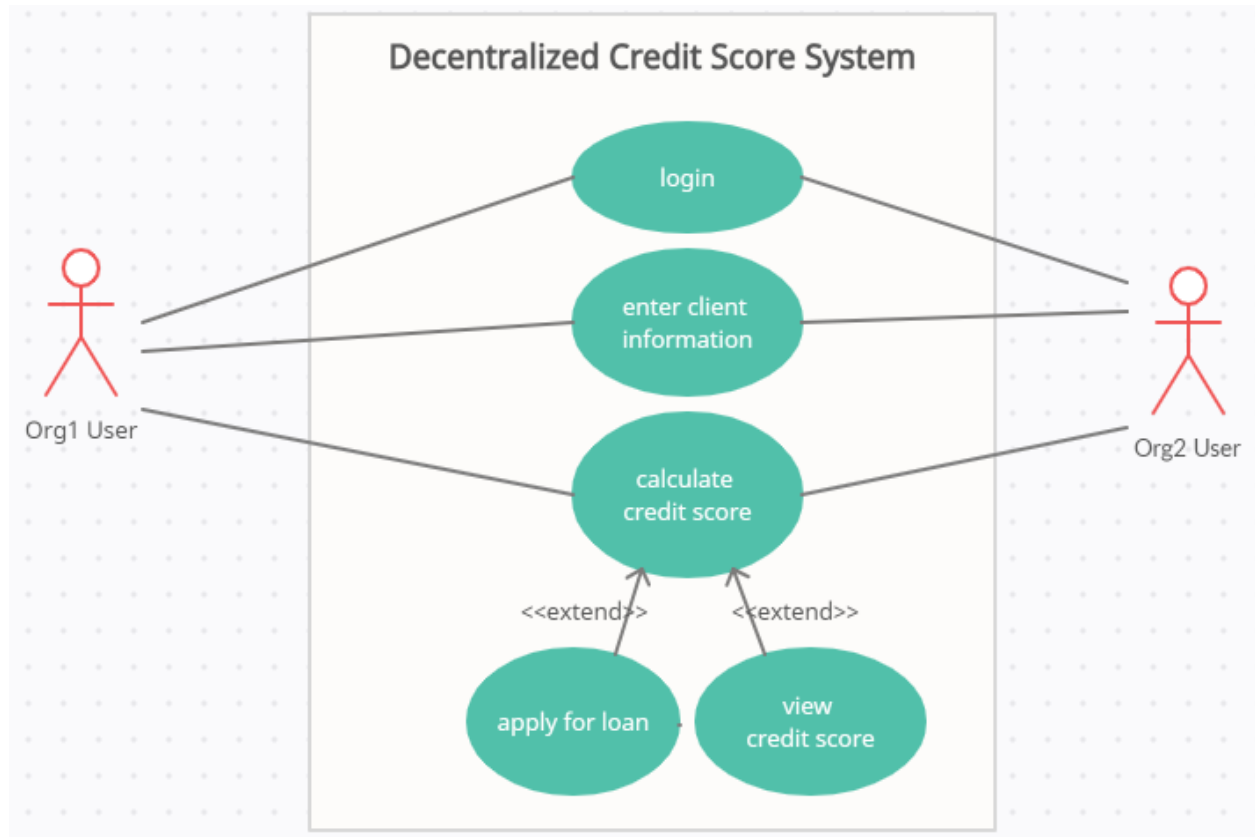 Decentralized Credit Score System
login
enter client
information
Org1 User
Org2 User
calculate
credit score
<<extend>>
<<extend>>
apply for loan
view
credit score